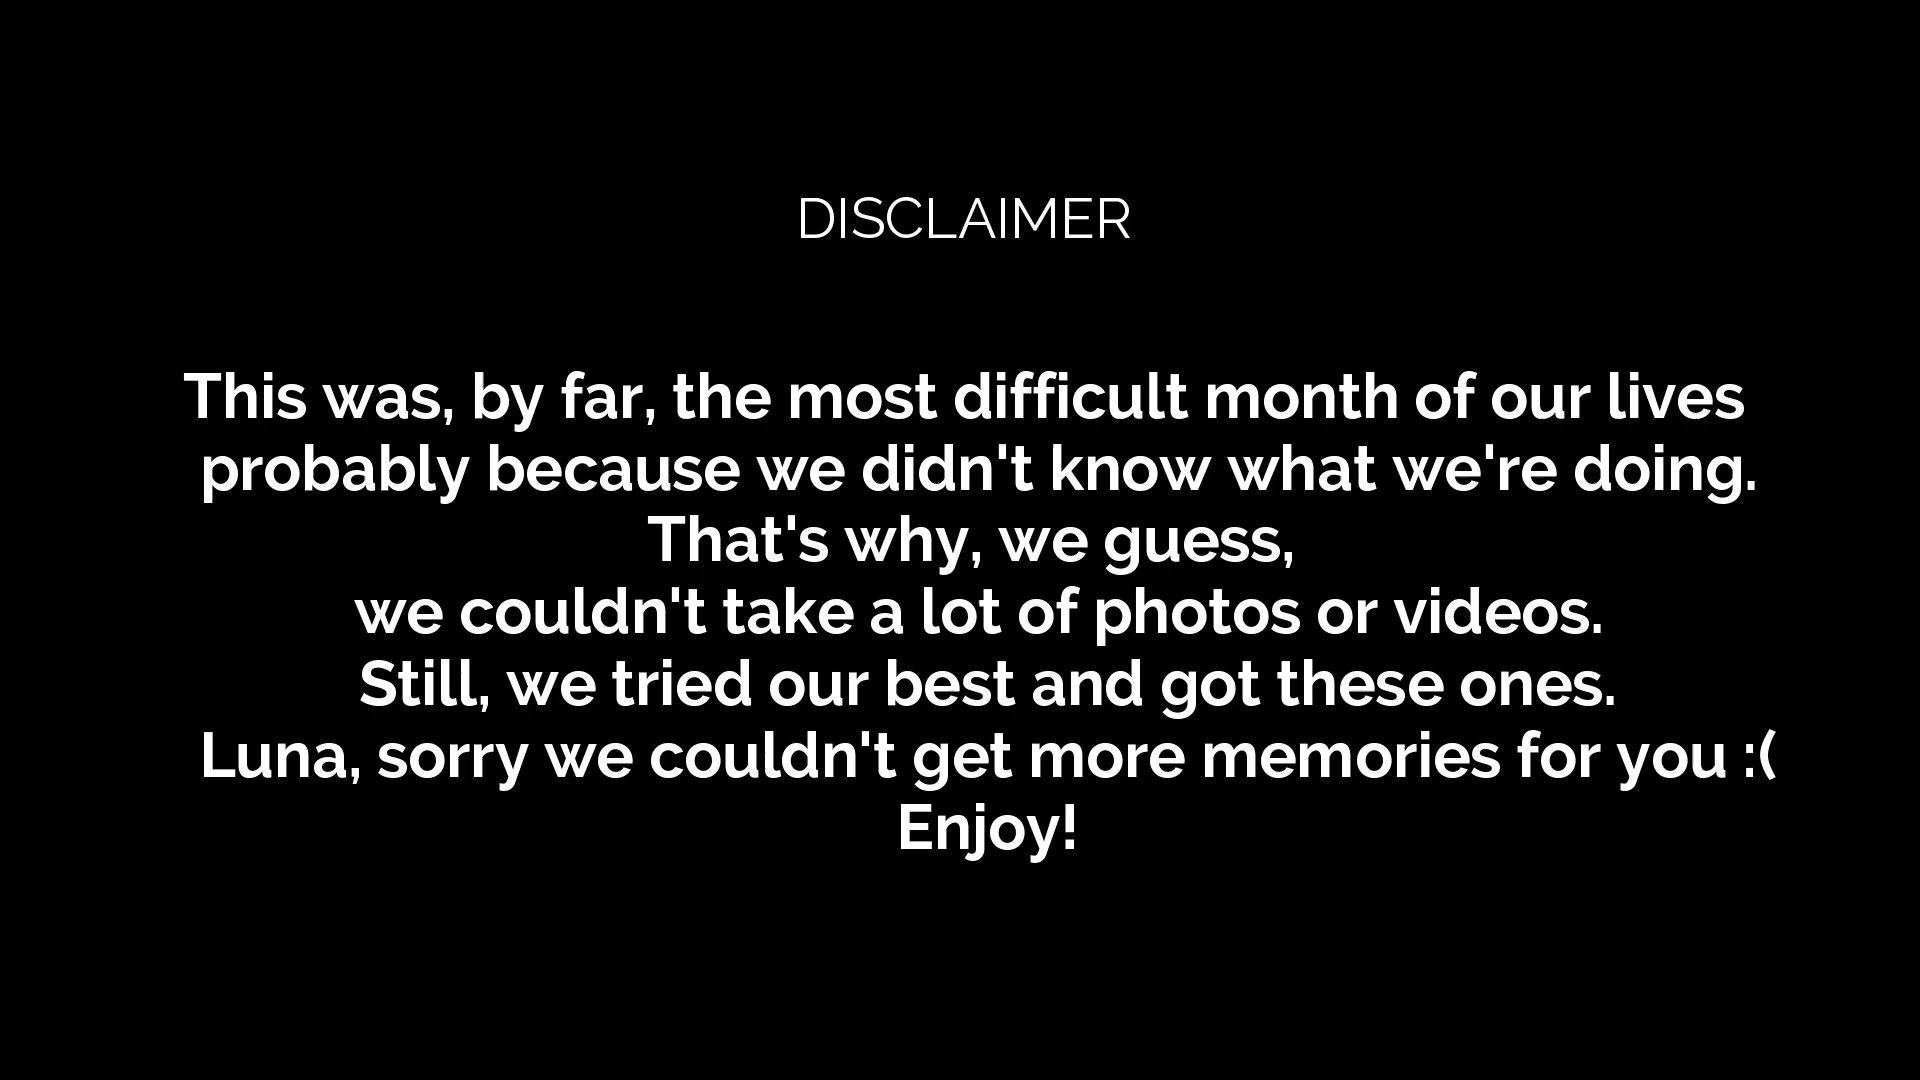 DISCLAIMER
This was, by far, the most difficult month of our lives
probably because we didn't know what we're doing.
That's why, we guess,
we couldn't take a lot of photos or videos.
Still, we tried our best and got these ones.
Luna, sorry we couldn't get more memories for you :(
Enjoy!